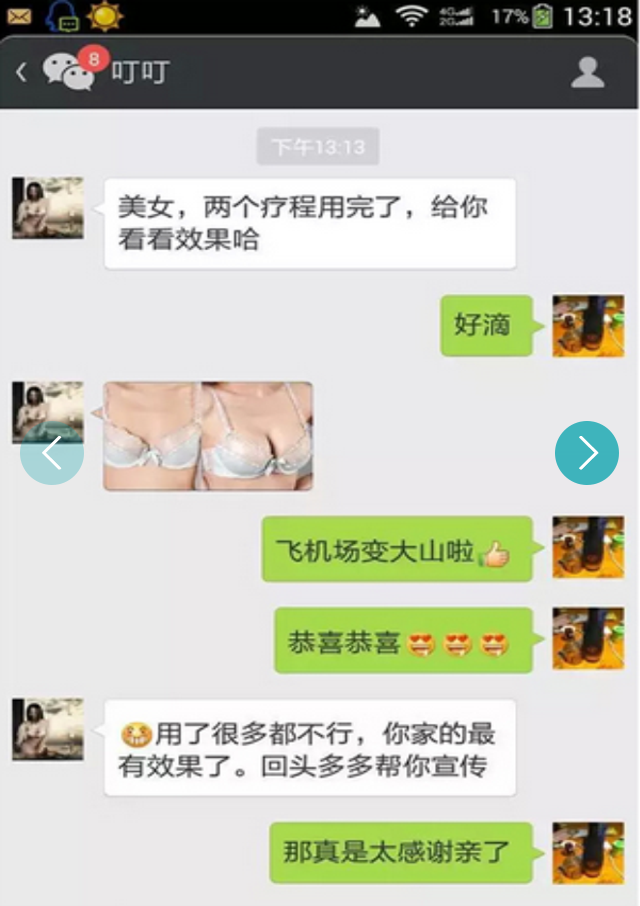 4G 2G 17% 13:18
8 叮叮
下午13:13
美女，两个疗程用完了，给你
看看效果哈
好滴
飞机场变大山啦
恭喜恭喜
用了很多都不行，你家的最
有效果了。回头多多帮你宣传
那真是太感谢亲了